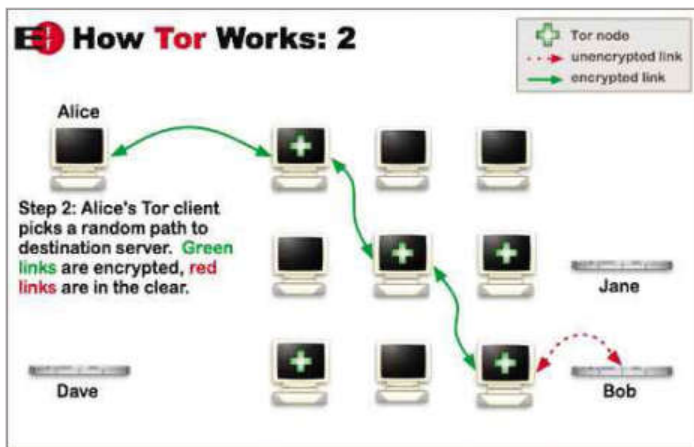 EFF How Tor Works: 2
Tor node
unencrypted link
encrypted link
Alice
Step 2: Alice's Tor client
picks a random path to
destination server. Green
links are encrypted, red
links are in the clear.
Jane
Dave
Bob